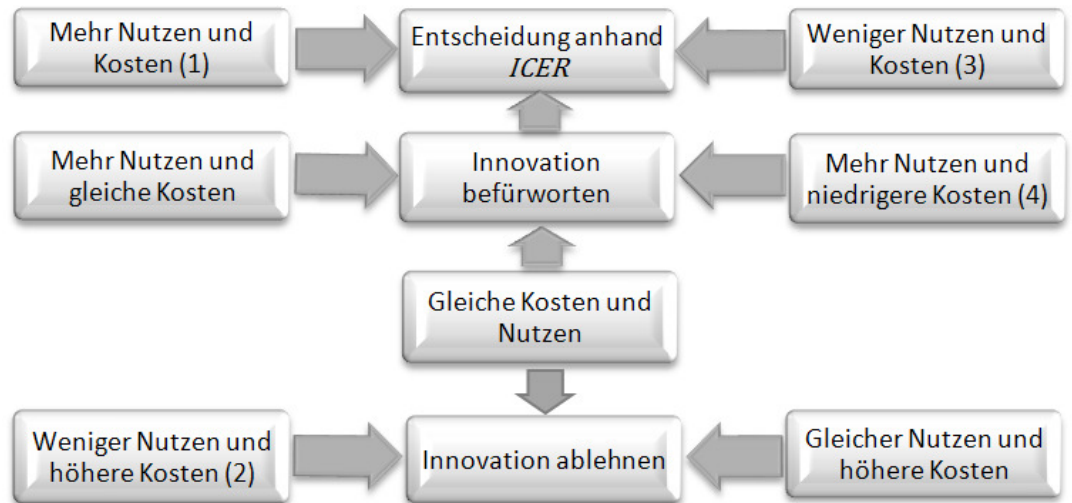 Mehr Nutzen und
Kosten (1)
Entscheidung anhand
ICER
Weniger Nutzen und
Kosten (3)
Mehr Nutzen und
gleiche Kosten
Innovation
befürworten
Mehr Nutzen und
niedrigere Kosten (4)
Gleiche Kosten und
Nutzen
Weniger Nutzen und
höhere Kosten (2)
Innovation ablehnen
Gleicher Nutzen und
höhere Kosten